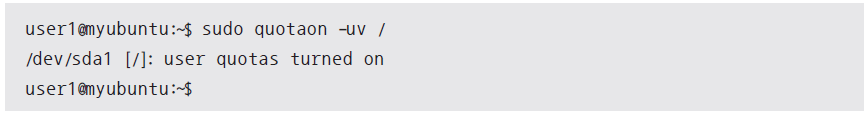 user1@myubuntu:~$ sudo quotaon -uv /
/dev/sda1 [/]: user quotas turned on
user1@myubuntu:~$